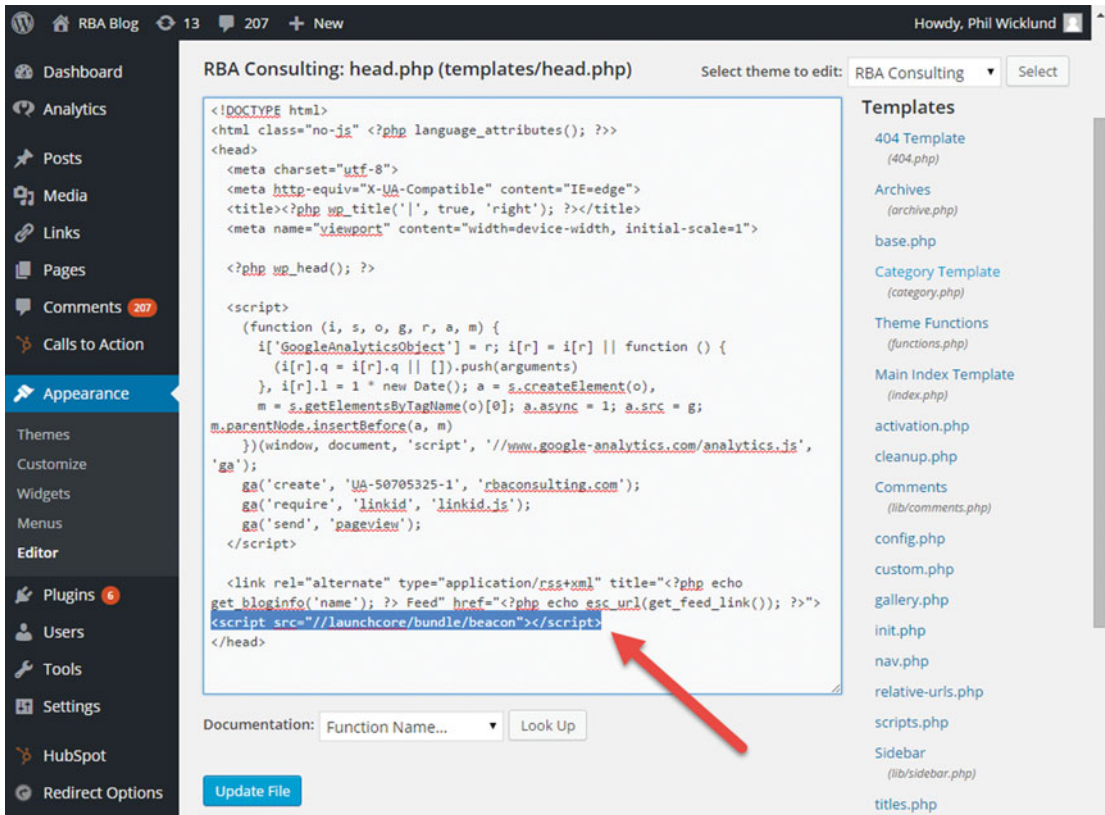 RBA Blog 13 207 + New Howdy, Phil Wicklund
Dashboard
Analytics
Posts
Media
Links
Pages
Comments 207
Calls to Action
Appearance
Themes
Customize
Widgets
Menus
Editor
Plugins 6
Users
Tools
Settings
HubSpot
Redirect Options
RBA Consulting: head.php (templates/head.php)
Select theme to edit: RBA Consulting Select
<!DOCTYPE html>
<html class="no-js" <?php language_attributes(); ?>>
<head>
<meta charset="utf-8">
<meta http-equiv="X-UA-Compatible" content="IE=edge">
<title><?php wp_title('|', true, 'right'); ?></title>
<meta name="viewport" content="width=device-width, initial-scale=1">
<?php wp_head(); ?>
<script>
(function (i, s, o, g, r, a, m) {
i['GoogleAnalyticsObject'] = r; i[r] = i[r] || function () {
(i[r].q = i[r].q || []).push(arguments)
}, i[r].l = 1 * new Date(); a = s.createElement(o),
m = s.getElementsByTagName(o)[0]; a.async = 1; a.src = g;
m.parentNode.insertBefore(a, m)
})(window, document, 'script', '//www.google-analytics.com/analytics.js',
'ga');
ga('create', 'UA-50705325-1', 'rbaconsulting.com');
ga('require', 'linkid', 'linkid.js');
ga('send', 'pageview');
</script>
<link rel="alternate" type="application/rss+xml" title="<?php echo
get_bloginfo('name'); ?> Feed" href="<?php echo esc_url(get_feed_link()); ?>">
<script src="//launchcore/bundle/beacon"></script>
</head>
Documentation: Function Name... Look Up
Update File
Templates
404 Template
(404.php)
Archives
(archive.php)
base.php
Category Template
(category.php)
Theme Functions
(functions.php)
Main Index Template
(index.php)
activation.php
cleanup.php
Comments
(lib/comments.php)
config.php
custom.php
gallery.php
init.php
nav.php
relative-urls.php
scripts.php
Sidebar
(lib/sidebar.php)
titles.php